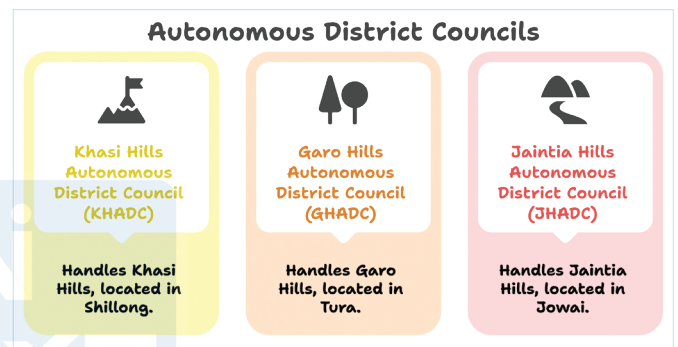 Autonomous District Councils
Khasi Hills
Autonomous
District Council
(KHADC)
Handles Khasi
Hills, located in
Shillong.
Garo Hills
Autonomous
District Council
(GHADC)
Handles Garo
Hills, located in
Tura.
Jaintia Hills
Autonomous
District Council
(JHADC)
Handles Jaintia
Hills, located in
Jowai.